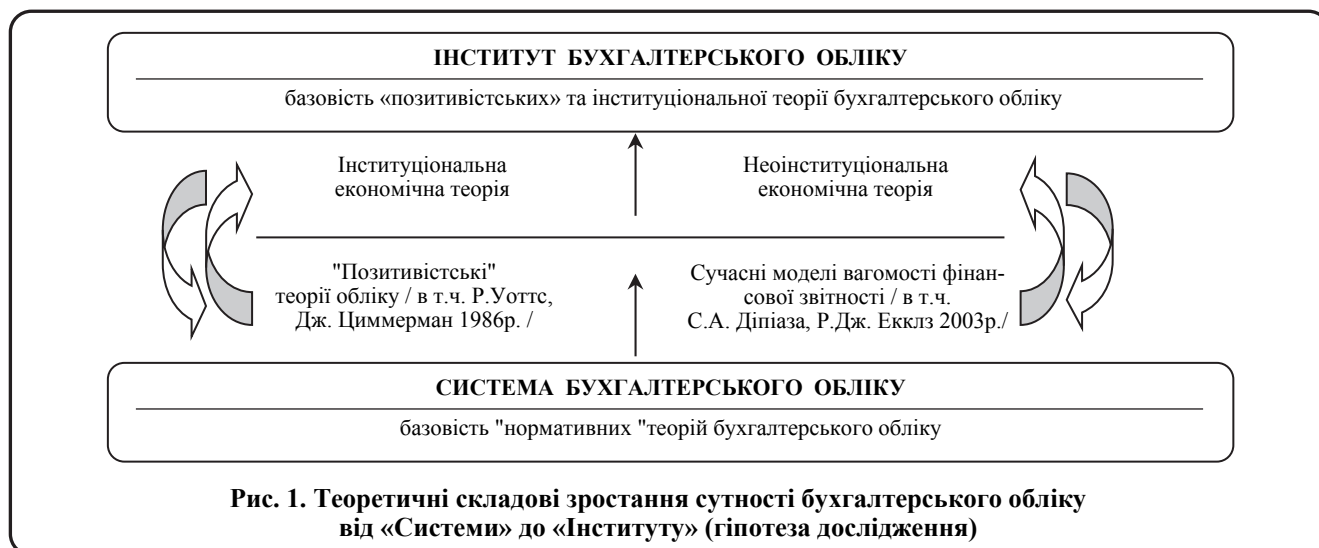 ІНСТИТУТ БУХГАЛТЕРСЬКОГО ОБЛІКУ
базовість «позитивістських» та інституціональної теорії бухгалтерського обліку
Інституціональна
економічна теорія
Неоінституціональна
економічна теорія
"Позитивістські"
теорії обліку / в т.ч. Р.Уоттс,
Дж. Циммерман 1986р. /
Сучасні моделі вагомості фінан-
сової звітності / в т.ч.
С.А. Діпіаза, Р.Дж. Екклз 2003р./
СИСТЕМА БУХГАЛТЕРСЬКОГО ОБЛІКУ
базовість "нормативних "теорій бухгалтерського обліку
Рис. 1. Теоретичні складові зростання сутності бухгалтерського обліку
від «Системи» до «Інституту» (гіпотеза дослідження)